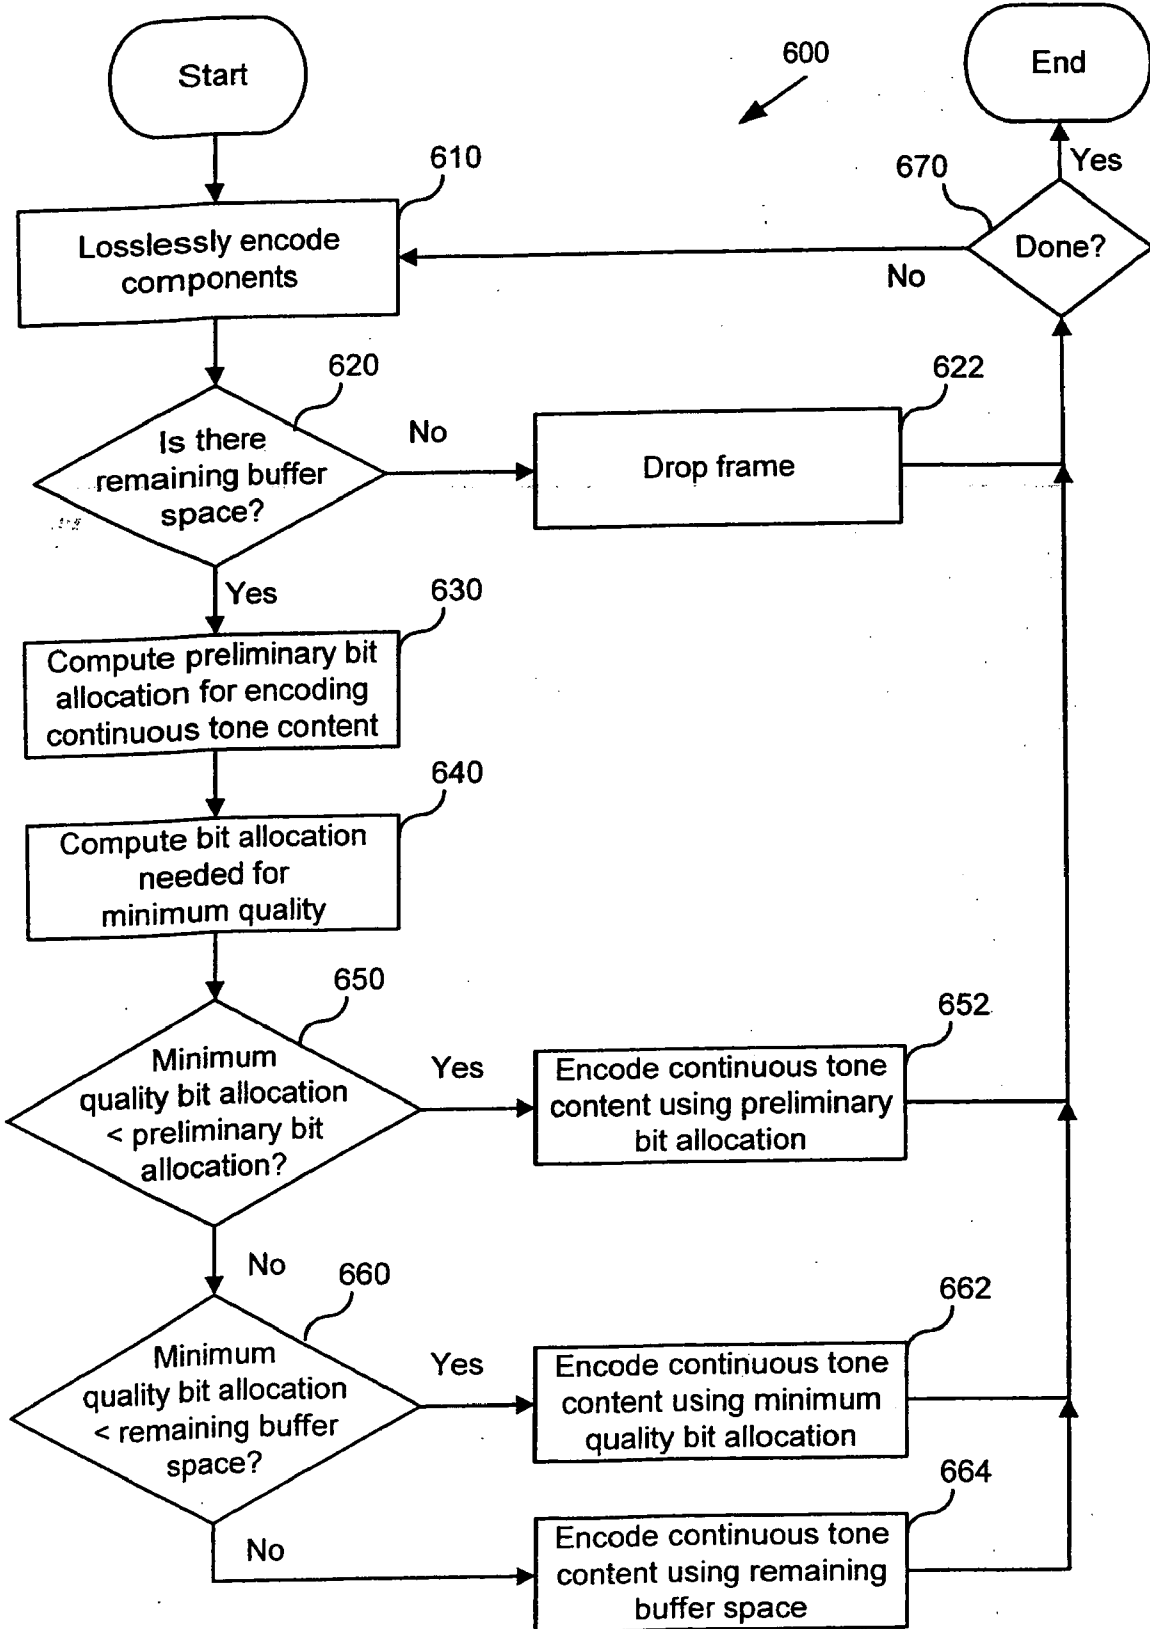 Start
600
End
Yes
670
Done?
No
610
Losslessly encode
components
620
Is there
remaining buffer
space?
No
622
Drop frame
Yes
630
Compute preliminary bit
allocation for encoding
continuous tone content
640
Compute bit allocation
needed for
minimum quality
650
Minimum
quality bit allocation
< preliminary bit
allocation?
Yes
652
Encode continuous tone
content using preliminary
bit allocation
No
660
Minimum
quality bit allocation
< remaining buffer
space?
Yes
662
Encode continuous tone
content using minimum
quality bit allocation
No
664
Encode continuous tone
content using remaining
buffer space